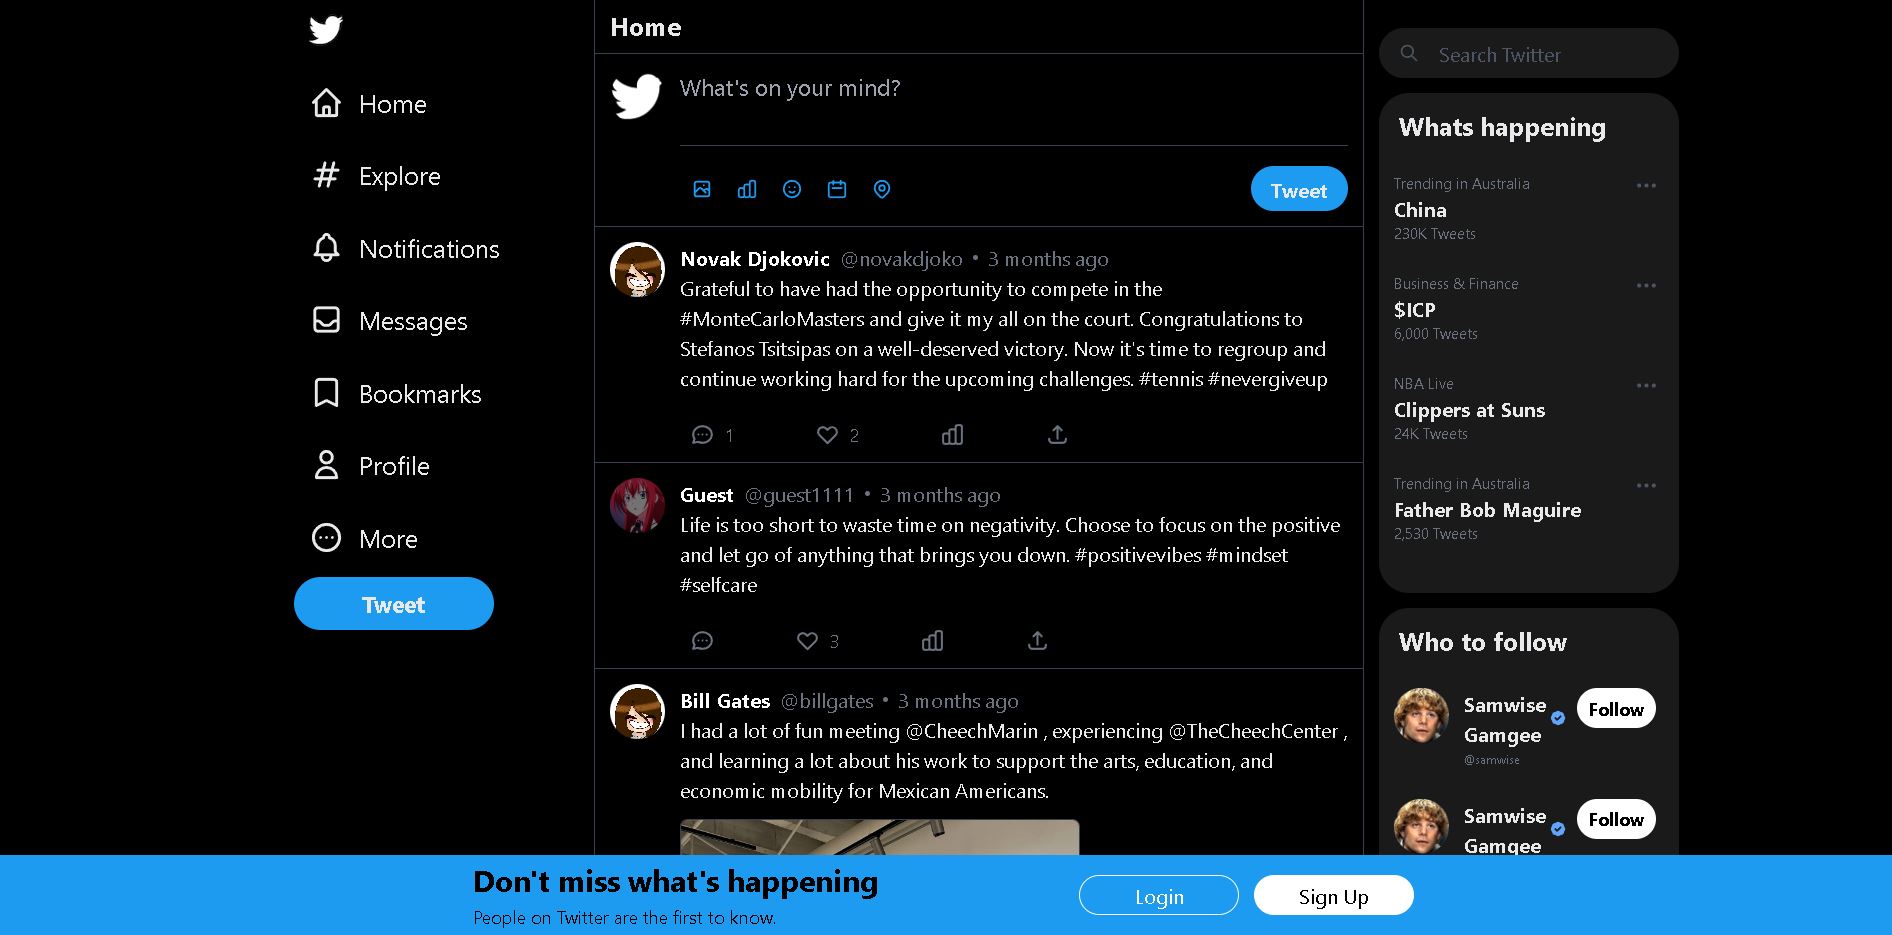 Home
Explore
Notifications
Messages
Bookmarks
Profile
More
Tweet
Home
What's on your mind?
Tweet
Novak Djokovic @novakdjoko • 3 months ago
Grateful to have had the opportunity to compete in the
#MonteCarloMasters and give it my all on the court. Congratulations to
Stefanos Tsitsipas on a well-deserved victory. Now it's time to regroup and
continue working hard for the upcoming challenges. #tennis #nevergiveup
1 2
Guest @guest1111 • 3 months ago
Life is too short to waste time on negativity. Choose to focus on the positive
and let go of anything that brings you down. #positivevibes #mindset
#selfcare
3
Bill Gates @billgates • 3 months ago
I had a lot of fun meeting @CheechMarin , experiencing @TheCheechCenter ,
and learning a lot about his work to support the arts, education, and
economic mobility for Mexican Americans.
Search Twitter
Whats happening
Trending in Australia
China
230K Tweets
Business & Finance
$ICP
6,000 Tweets
NBA Live
Clippers at Suns
24K Tweets
Trending in Australia
Father Bob Maguire
2,530 Tweets
Who to follow
Samwise
Gamgee
@samwise
Follow
Samwise
Gamgee
Follow
Don't miss what's happening
People on Twitter are the first to know.
Login
Sign Up